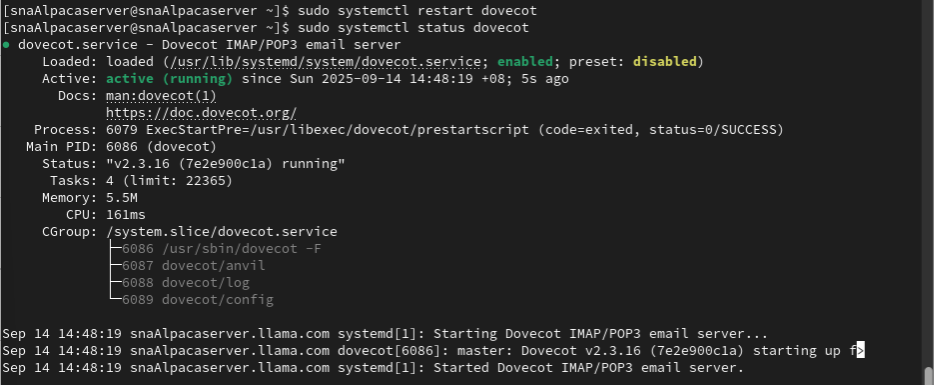 [snaAlpacaserver@snaAlpacaserver ~]$ sudo systemctl restart dovecot
[snaAlpacaserver@snaAlpacaserver ~]$ sudo systemctl status dovecot
● dovecot.service - Dovecot IMAP/POP3 email server
     Loaded: loaded (/usr/lib/systemd/system/dovecot.service; enabled; preset: disabled)
     Active: active (running) since Sun 2025-09-14 14:48:19 +08; 5s ago
       Docs: man:dovecot(1)
             https://doc.dovecot.org/
    Process: 6079 ExecStartPre=/usr/libexec/dovecot/prestartscript (code=exited, status=0/SUCCESS)
   Main PID: 6086 (dovecot)
     Status: "v2.3.16 (7e2e900c1a) running"
      Tasks: 4 (limit: 22365)
     Memory: 5.5M
        CPU: 161ms
     CGroup: /system.slice/dovecot.service
             ├─6086 /usr/sbin/dovecot -F
             ├─6087 dovecot/anvil
             ├─6088 dovecot/log
             └─6089 dovecot/config
Sep 14 14:48:19 snaAlpacaserver.llama.com systemd[1]: Starting Dovecot IMAP/POP3 email server...
Sep 14 14:48:19 snaAlpacaserver.llama.com dovecot[6086]: master: Dovecot v2.3.16 (7e2e900c1a) starting up f>
Sep 14 14:48:19 snaAlpacaserver.llama.com systemd[1]: Started Dovecot IMAP/POP3 email server.